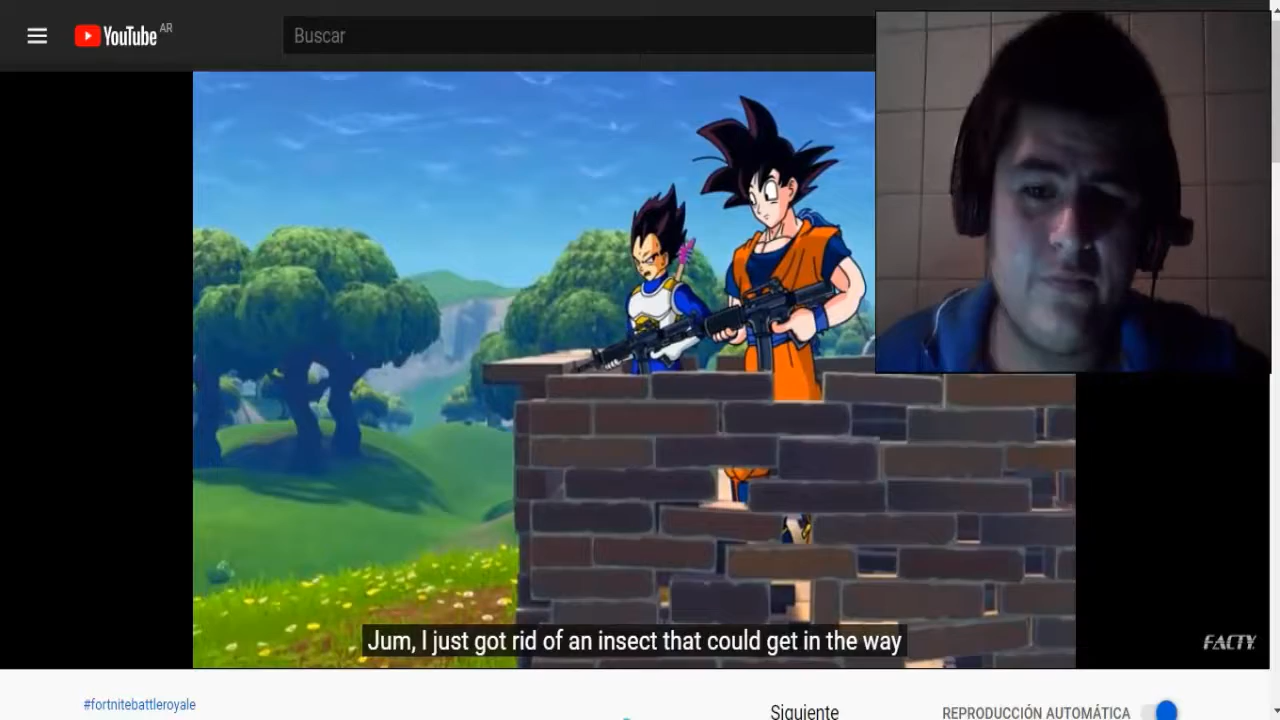 YouTube AR
Buscar
Jum, I just got rid of an insect that could get in the way
FACTY
#fortnitebattleroyale
Siguiente
REPRODUCCIÓN AUTOMÁTICA